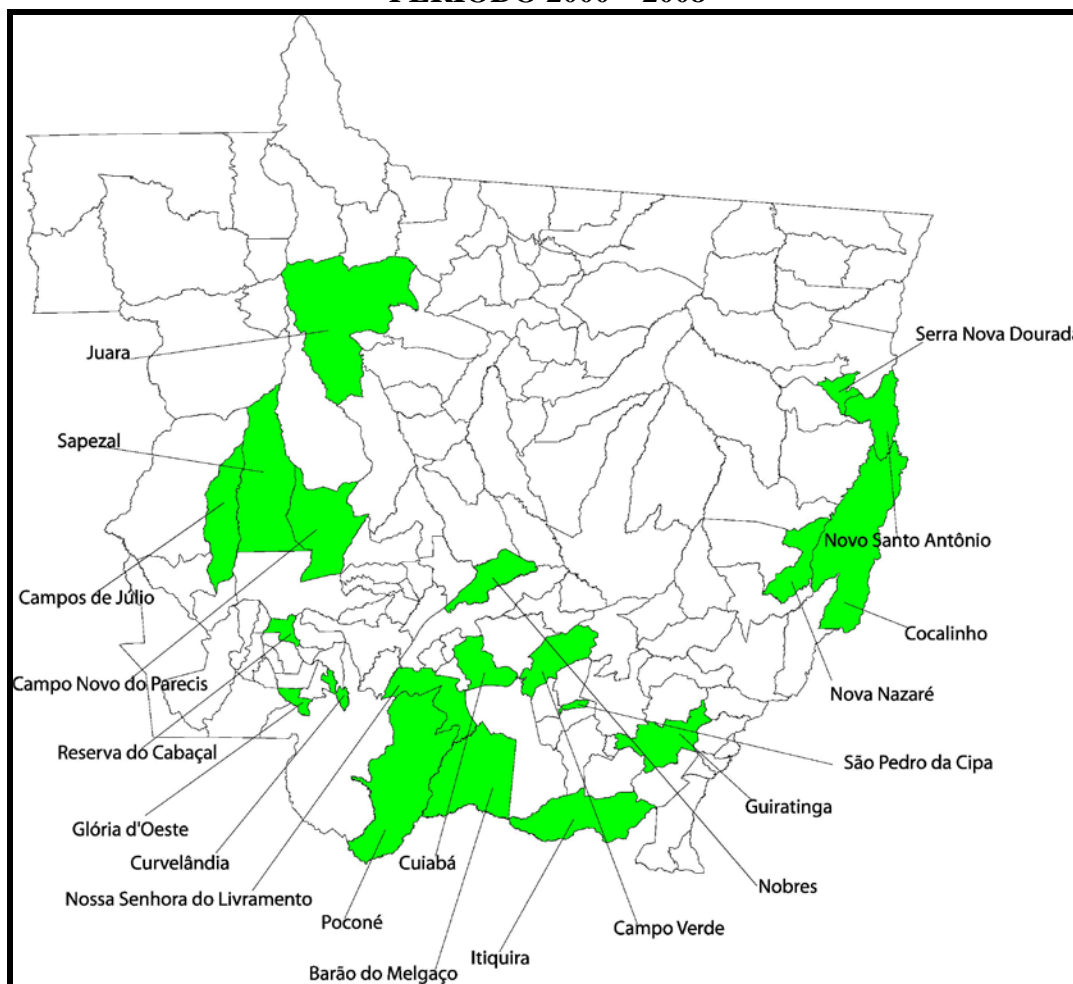 Serra Nova Dourada
Juara
Sapezal
Novo Santo Antônio
Campos de Júlio
Cocalinho
Campo Novo do Parecis
Nova Nazaré
Reserva do Cabaçal
São Pedro da Cipa
Guiratinga
Glória d'Oeste
Curvelândia
Cuiabá
Nobres
Nossa Senhora do Livramento
Poconé
Campo Verde
Itiquira
Barão do Melgaço